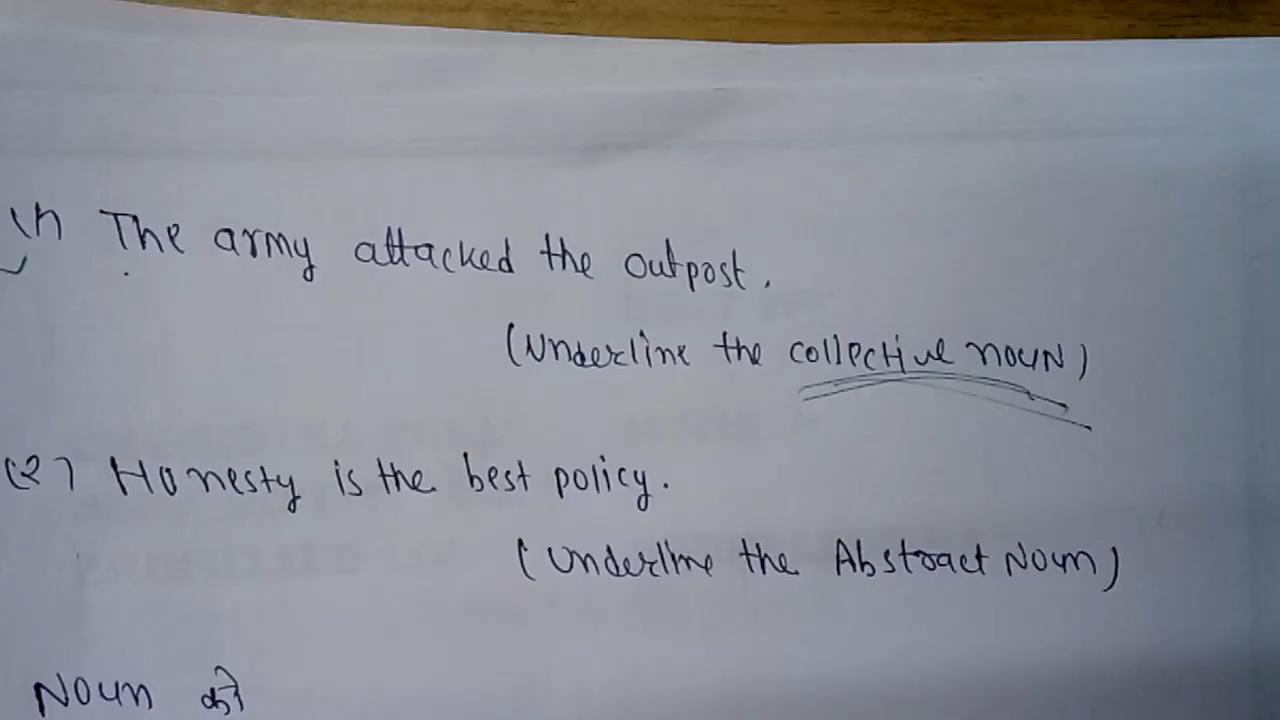 (1) The army attacked the outpost.
(Underline the collective noun)
(2) Honesty is the best policy.
(Underline the Abstract Noun)
Noun को